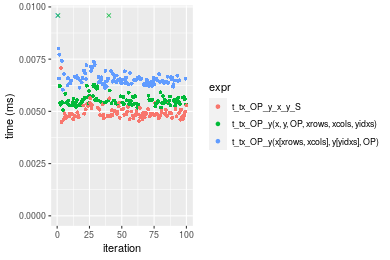 0.0100
0.0075
0.0050
0.0025
0.0000
time (ms)
0 25 50 75 100
iteration
expr
t_tx_OP_y_x_y_S
t_tx_OP_y(x, y, OP, xrows, xcols, yidxs)
t_tx_OP_y(x[xrows, xcols], y[yidxs], OP)